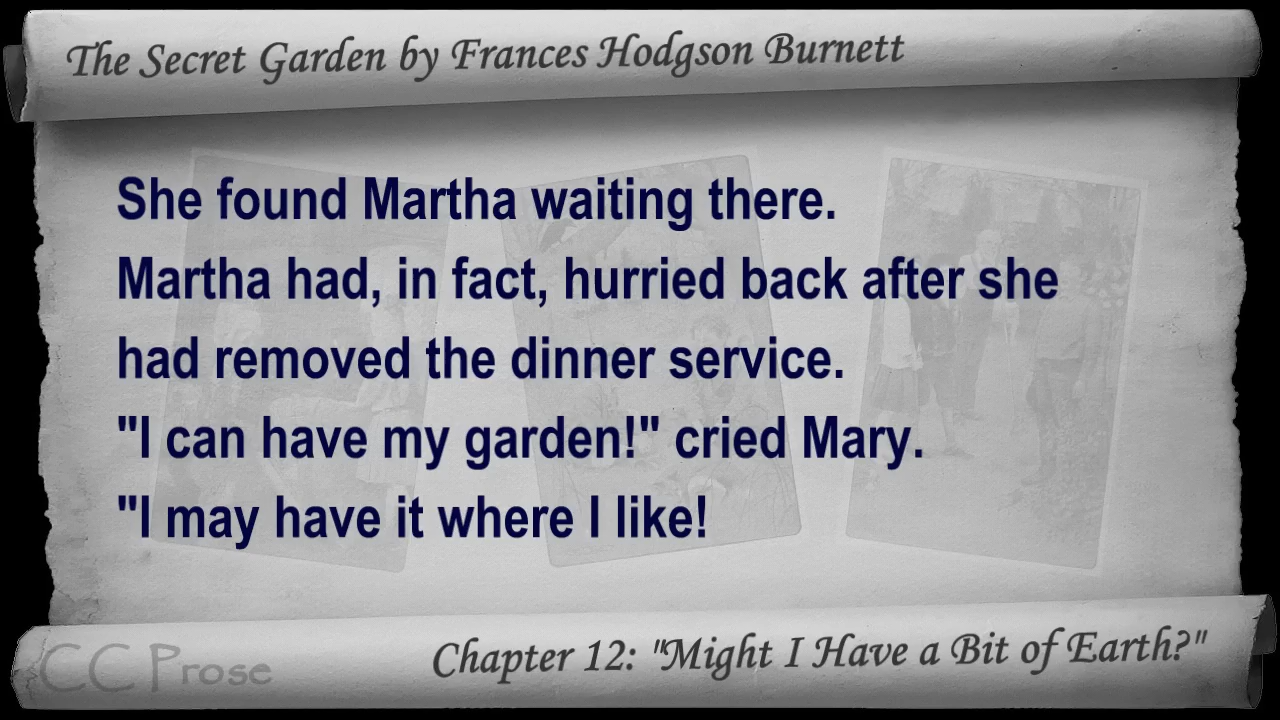 The Secret Garden by Frances Hodgson Burnett
She found Martha waiting there.
Martha had, in fact, hurried back after she
had removed the dinner service.
"I can have my garden!" cried Mary.
"I may have it where I like!
CC Prose
Chapter 12: "Might I Have a Bit of Earth?"